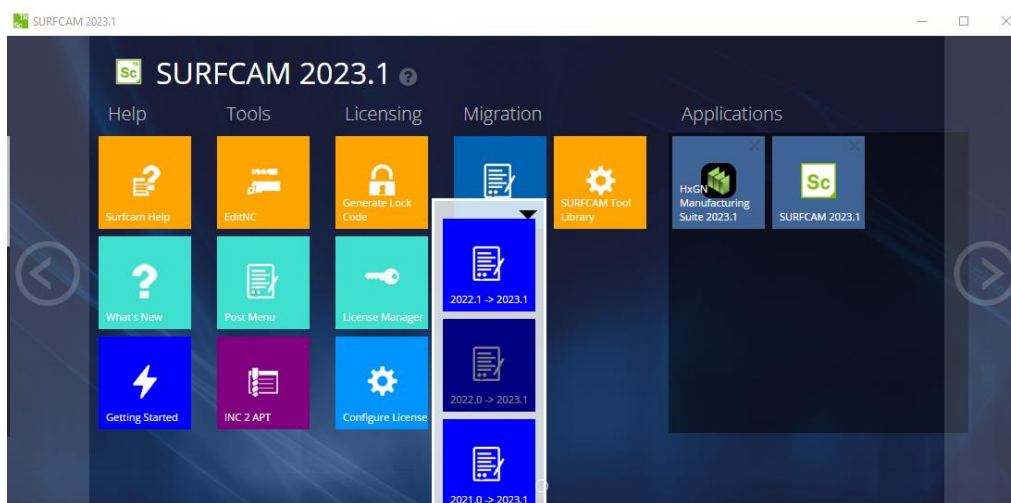 SURFCAM 2023.1
Sc
SURFCAM 2023.1
Help
Tools
Licensing
Migration
Applications
Surfcam Help
EditNC
Generate Lock
Code
SURFCAM Tool
Library
HxGN
Manufacturing
Suite 2023.1
Sc
SURFCAM 2023.1
What's New
Post Menu
License Manager
2022.1 -> 2023.1
Getting Started
INC 2 APT
Configure License
2022.0 -> 2023.1
2021.0 -> 2023.1